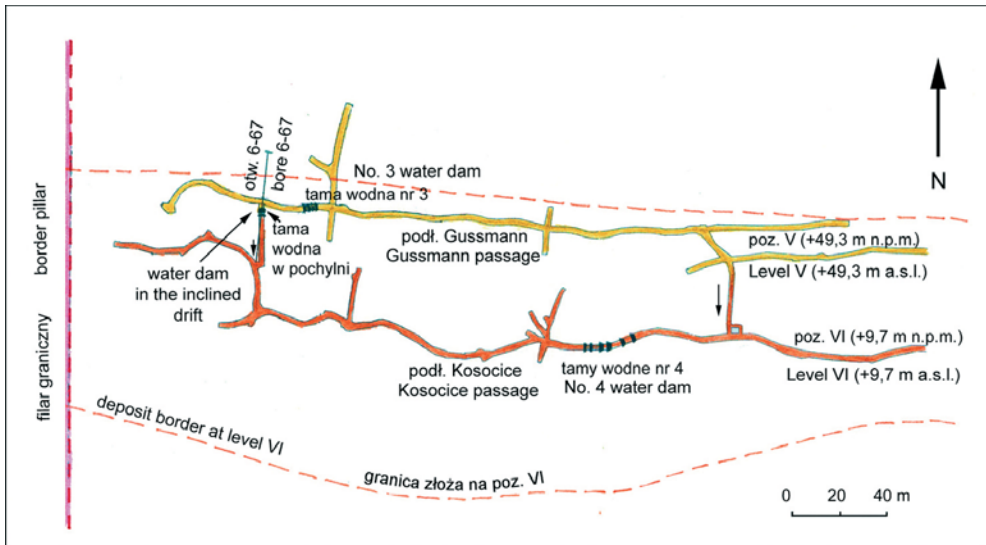 otw. 6-67
bore 6-67
No. 3 water dam
tama wodna nr 3
N
border pillar
filar graniczny
tama
wodna
w pochylni
water dam
in the inclined
drift
podł. Gussmann
Gussmann passage
poz. V (+49,3 m n.p.m.)
Level V (+49,3 m a.s.l.)
poz. VI (+9,7 m n.p.m.)
Level VI (+9,7 m a.s.l.)
podł. Kosocice
Kosocice passage
tamy wodne nr 4
No. 4 water dam
deposit border at level VI
granica złoża na poz. VI
0 20 40 m